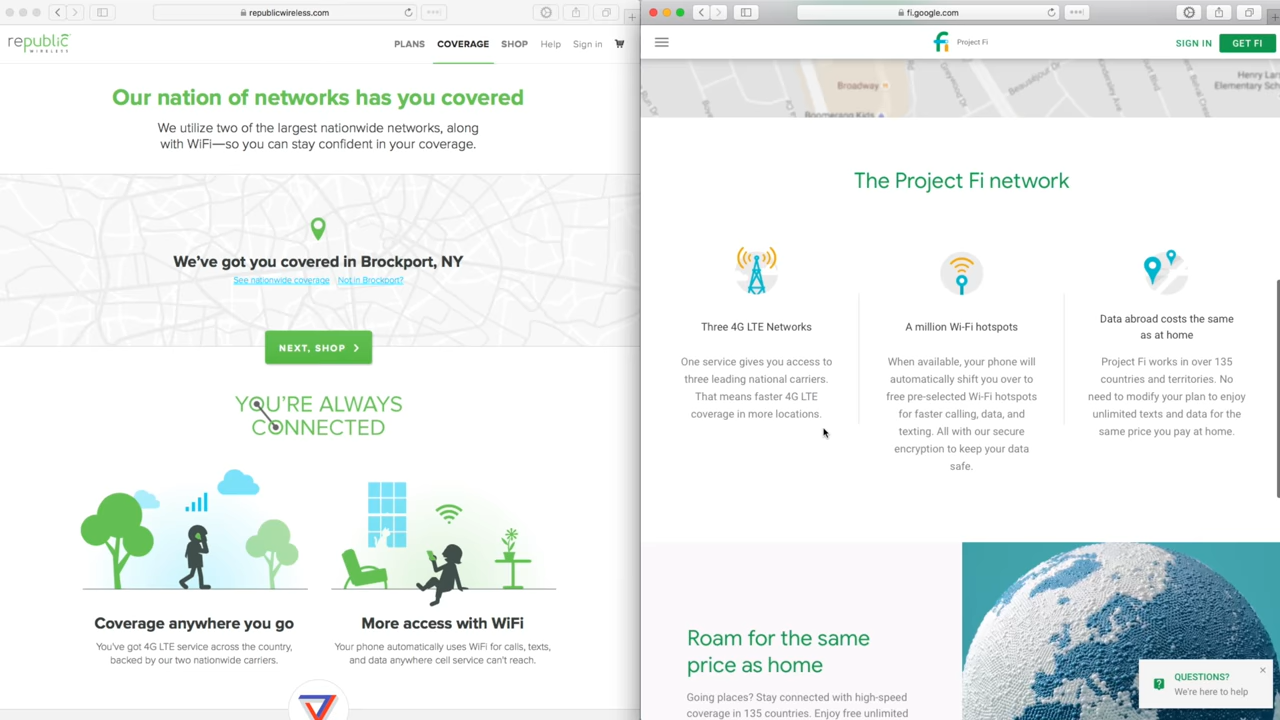 republicwireless.com
republic
WIRELESS
PLANS COVERAGE SHOP Help Sign in
Our nation of networks has you covered
We utilize two of the largest nationwide networks, along
with WiFi—so you can stay confident in your coverage.
We've got you covered in Brockport, NY
See nationwide coverage Not in Brockport?
NEXT, SHOP
YOU'RE ALWAYS
CONNECTED
Coverage anywhere you go
You've got 4G LTE service across the country,
backed by our two nationwide carriers.
More access with WiFi
Your phone automatically uses WiFi for calls, texts,
and data anywhere cell service can't reach.
fi.google.com
fi Project Fi
SIGN IN GET FI
Broadway
Boomerang Kids
Henry Lar
Elementary Sch
The Project Fi network
Three 4G LTE Networks
One service gives you access to
three leading national carriers.
That means faster 4G LTE
coverage in more locations.
A million Wi-Fi hotspots
When available, your phone will
automatically shift you over to
free pre-selected Wi-Fi hotspots
for faster calling, data, and
texting. All with our secure
encryption to keep your data
safe.
Data abroad costs the same
as at home
Project Fi works in over 135
countries and territories. No
need to modify your plan to enjoy
unlimited texts and data for the
same price you pay at home.
Roam for the same
price as home
Going places? Stay connected with high-speed
coverage in 135 countries. Enjoy free unlimited
QUESTIONS?
We're here to help